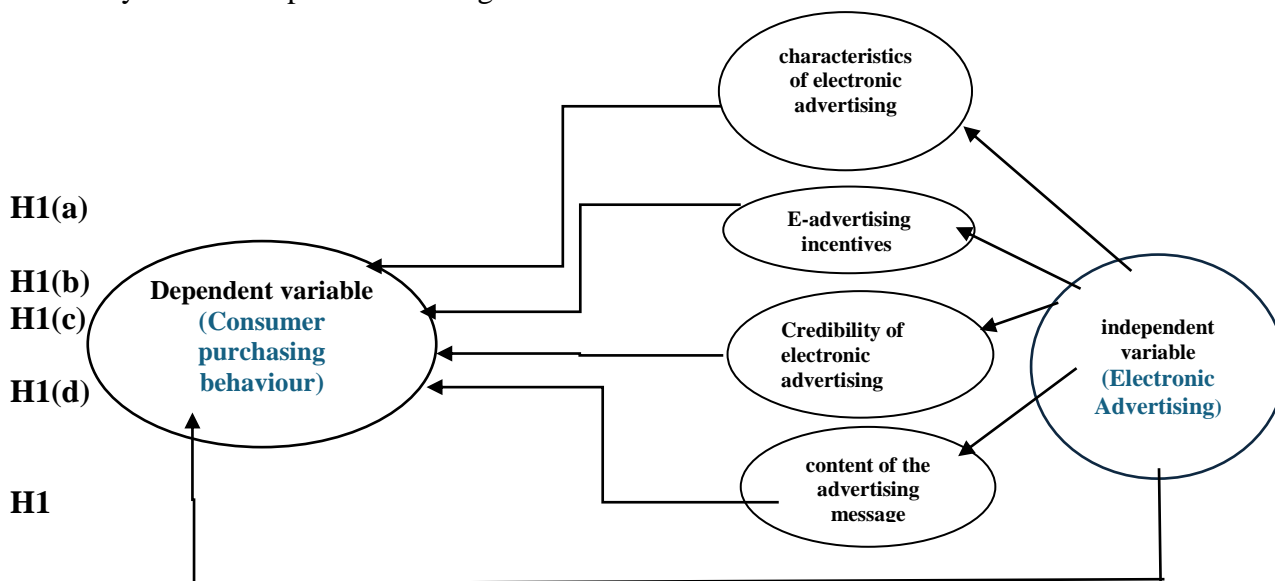 characteristics
of electronic
advertising
H1(a)
E-advertising
incentives
H1(b)
H1(c)
H1(d)
H1
Dependent variable
(Consumer
purchasing
behaviour)
Credibility of
electronic
advertising
independent
variable
(Electronic
Advertising)
content of the
advertising
message